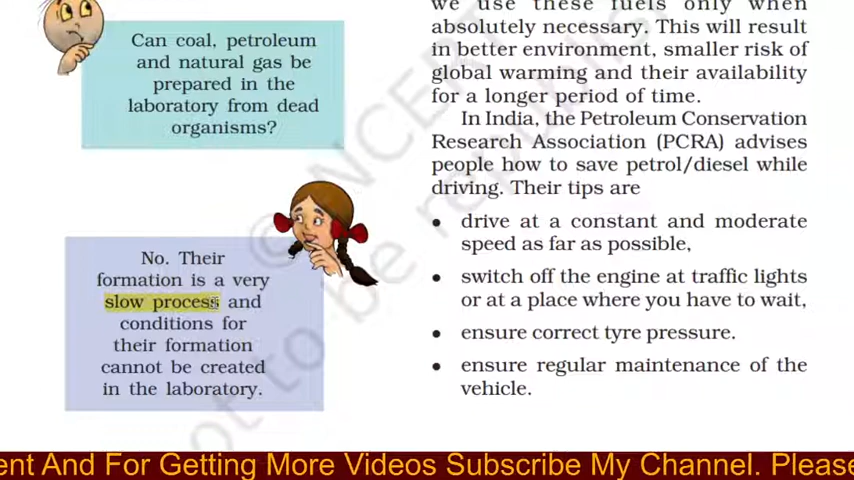 Can coal, petroleum
and natural gas be
prepared in the
laboratory from dead
organisms?
No. Their
formation is a very
slow process and
conditions for
their formation
cannot be created
in the laboratory.
we use these fuels only when
absolutely necessary. This will result
in better environment, smaller risk of
global warming and their availability
for a longer period of time.
In India, the Petroleum Conservation
Research Association (PCRA) advises
people how to save petrol/diesel while
driving. Their tips are
• drive at a constant and moderate
speed as far as possible,
• switch off the engine at traffic lights
or at a place where you have to wait,
• ensure correct tyre pressure.
• ensure regular maintenance of the
vehicle.
© NCERT
not to be republis
ent And For Getting More Videos Subscribe My Channel. Please